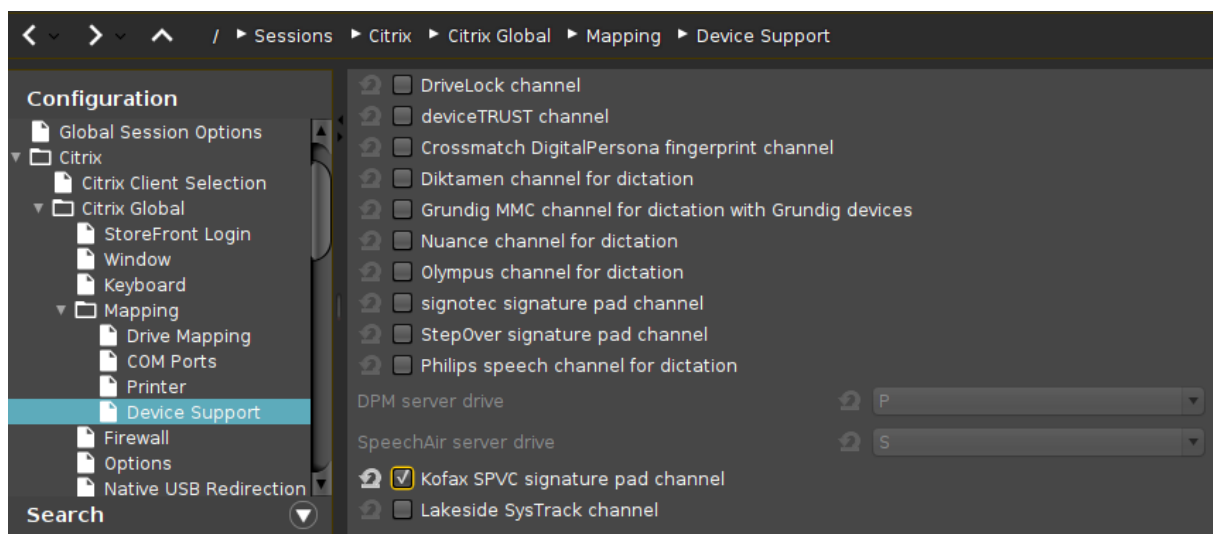 / Sessions Citrix Citrix Global Mapping Device Support
Configuration
Global Session Options
Citrix
Citrix Client Selection
Citrix Global
StoreFront Login
Window
Keyboard
Mapping
Drive Mapping
COM Ports
Printer
Device Support
Firewall
Options
Native USB Redirection
Search
DriveLock channel
deviceTRUST channel
Crossmatch DigitalPersona fingerprint channel
Diktamen channel for dictation
Grundig MMC channel for dictation with Grundig devices
Nuance channel for dictation
Olympus channel for dictation
signotec signature pad channel
StepOver signature pad channel
Philips speech channel for dictation
DPM server drive P
SpeechAir server drive S
Kofax SPVC signature pad channel
Lakeside SysTrack channel